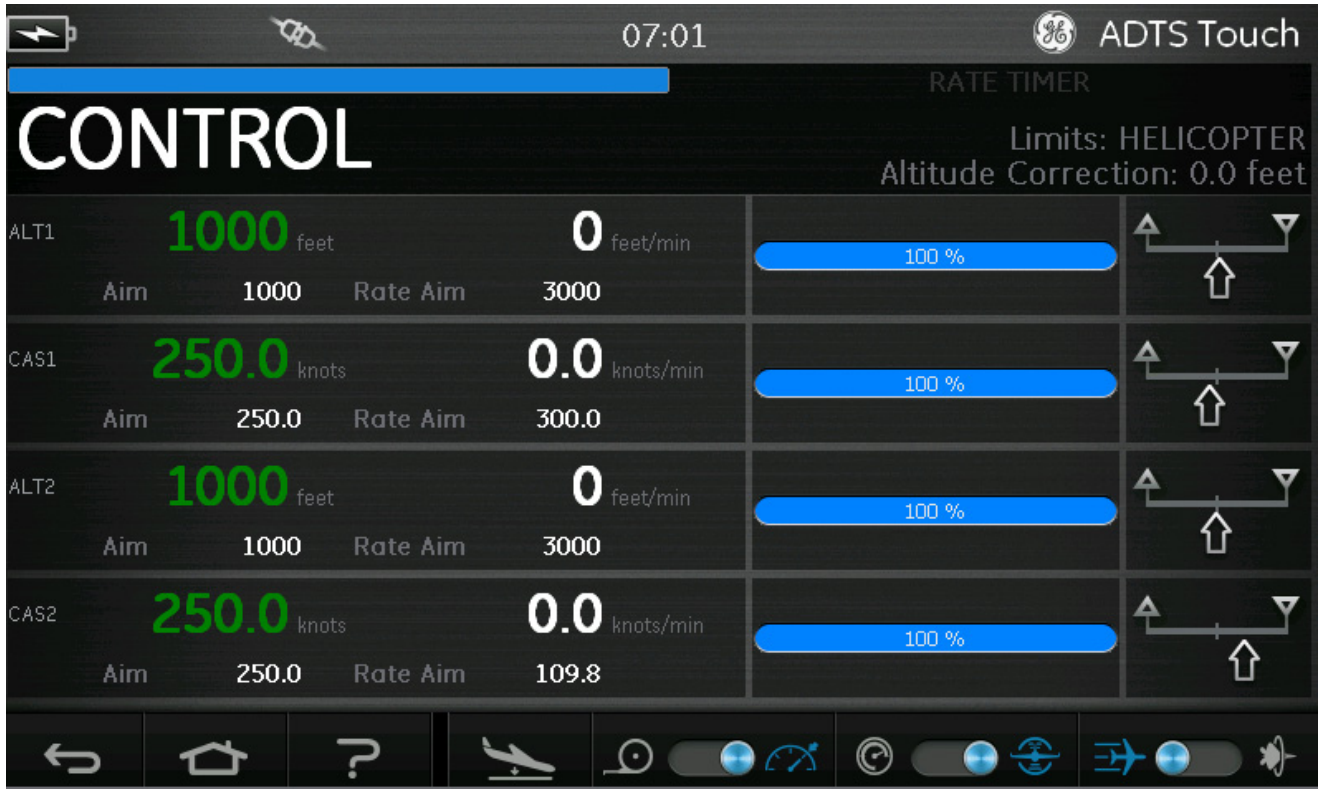 07:01 ADTS Touch
RATE TIMER
CONTROL
Limits: HELICOPTER
Altitude Correction: 0.0 feet
ALT1 1000 feet 0 feet/min 100 %
Aim 1000 Rate Aim 3000
CAS1 250.0 knots 0.0 knots/min 100 %
Aim 250.0 Rate Aim 300.0
ALT2 1000 feet 0 feet/min 100 %
Aim 1000 Rate Aim 3000
CAS2 250.0 knots 0.0 knots/min 100 %
Aim 250.0 Rate Aim 109.8
?